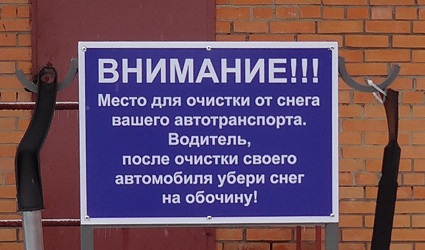 ВНИМАНИЕ!!!
Место для очистки от снега
вашего автотранспорта.
Водитель,
после очистки своего
автомобиля убери снег
на обочину!